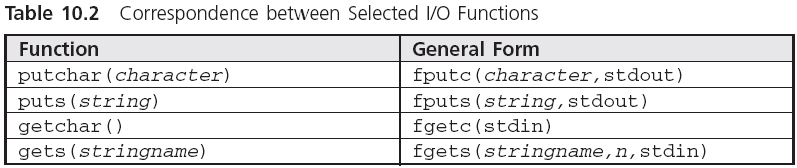 Table 10.2 Correspondence between Selected I/O Functions
Function General Form
putchar(character) fputc(character,stdout)
puts(string) fputs(string,stdout)
getchar() fgetc(stdin)
gets(stringname) fgets(stringname,n,stdin)